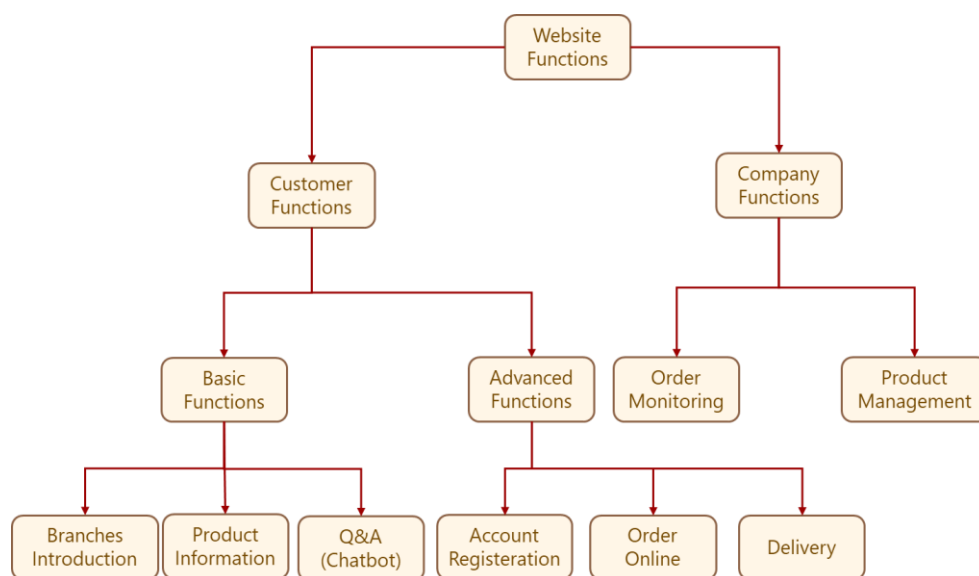 Website
Functions
Customer
Functions
Company
Functions
Basic
Functions
Advanced
Functions
Order
Monitoring
Product
Management
Branches
Introduction
Product
Information
Q&A
(Chatbot)
Account
Registeration
Order
Online
Delivery